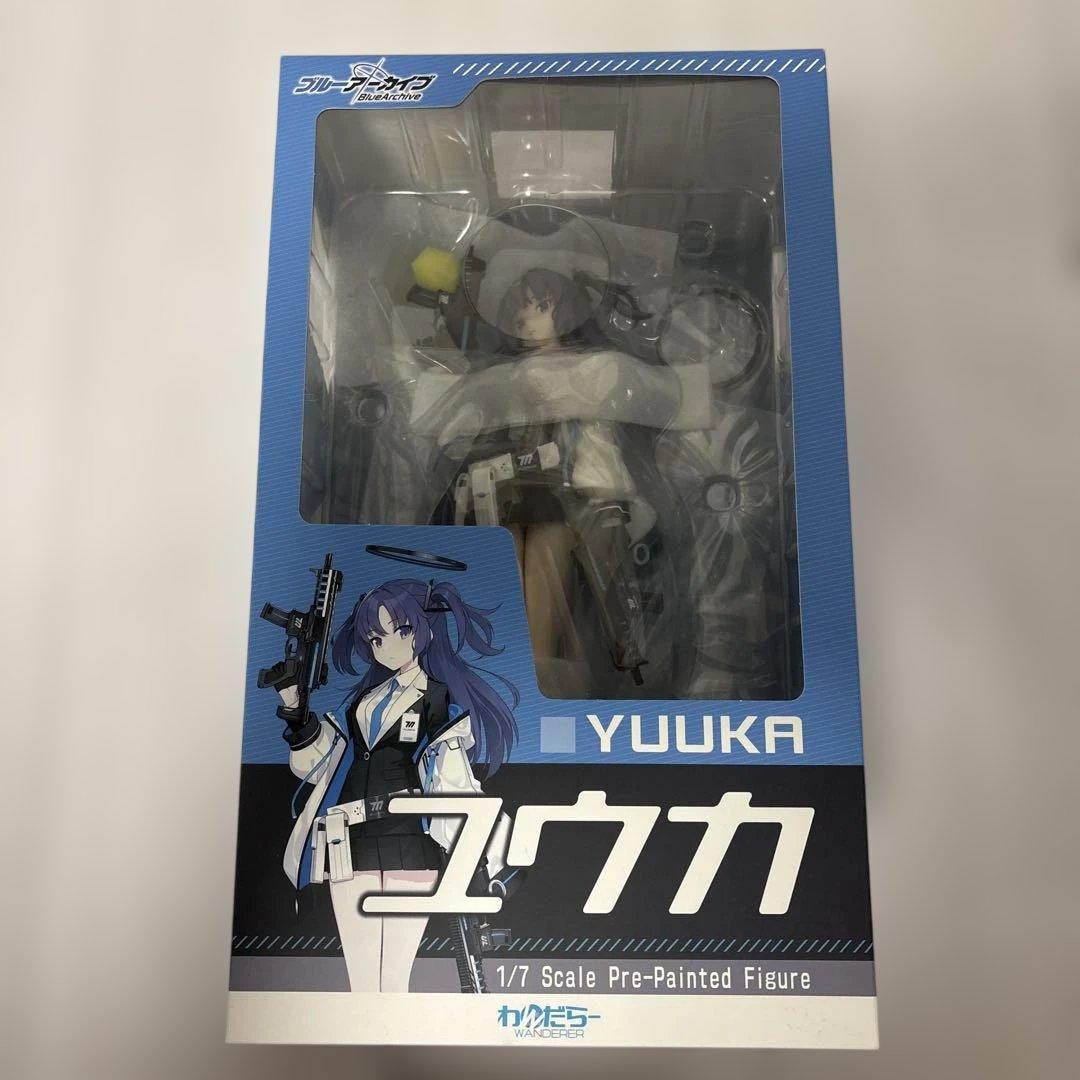 ブルーアーカイブ
BlueArchive
YUUKA
ユウカ
1/7 Scale Pre-Painted Figure
わんだらー
WANDERER